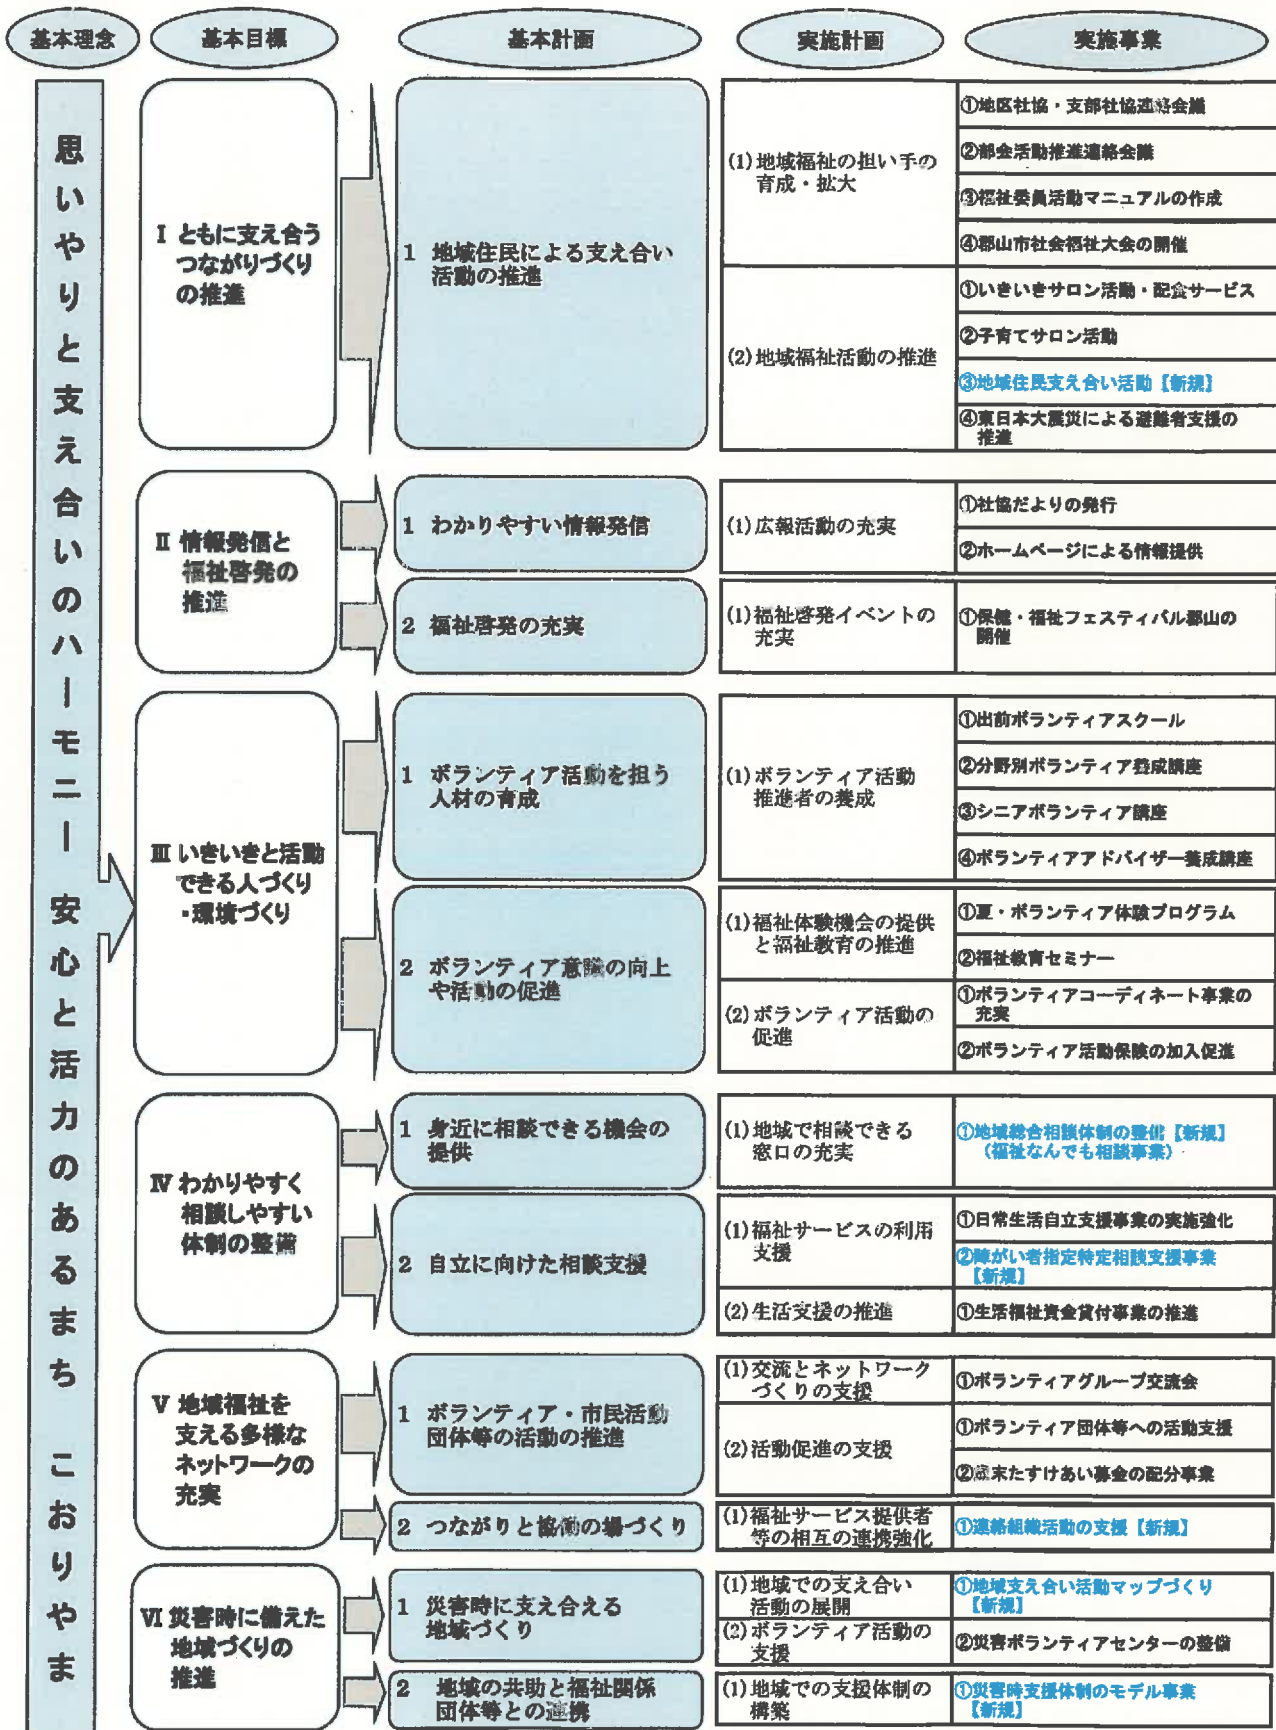 基本理念
基本目標
基本計画
実施計画
実施事業
思いやりと支え合いのハーモニー 安心と活力のあるまち こおりやま
Ⅰ ともに支え合う
つながりづくり
の推進
1 地域住民による支え合い
活動の推進
(1)地域福祉の担い手の
育成・拡大
①地区社協・支部社協連絡会議
②部会活動推進連絡会議
③福祉委員活動マニュアルの作成
④郡山市社会福祉大会の開催
(2)地域福祉活動の推進
①いきいきサロン活動・配食サービス
②子育てサロン活動
③地域住民支え合い活動【新規】
④東日本大震災による避難者支援の
推進
Ⅱ 情報発信と
福祉啓発の
推進
1 わかりやすい情報発信
(1)広報活動の充実
①社協だよりの発行
②ホームページによる情報提供
2 福祉啓発の充実
(1)福祉啓発イベントの
充実
①保健・福祉フェスティバル郡山の
開催
Ⅲ いきいきと活動
できる人づくり
・環境づくり
1 ボランティア活動を担う
人材の育成
(1)ボランティア活動
推進者の養成
①出前ボランティアスクール
②分野別ボランティア養成講座
③シニアボランティア講座
④ボランティアアドバイザー養成講座
2 ボランティア意識の向上
や活動の促進
(1)福祉体験機会の提供
と福祉教育の推進
①夏・ボランティア体験プログラム
②福祉教育セミナー
(2)ボランティア活動の
促進
①ボランティアコーディネート事業の
充実
②ボランティア活動保険の加入促進
Ⅳ わかりやすく
相談しやすい
体制の整備
1 身近に相談できる機会の
提供
(1)地域で相談できる
窓口の充実
①地域総合相談体制の整備【新規】
(福祉なんでも相談事業)
2 自立に向けた相談支援
(1)福祉サービスの利用
支援
①日常生活自立支援事業の実施強化
②障がい者指定特定相談支援事業
【新規】
(2)生活支援の推進
①生活福祉資金貸付事業の推進
Ⅴ 地域福祉を
支える多様な
ネットワークの
充実
1 ボランティア・市民活動
団体等の活動の推進
(1)交流とネットワーク
づくりの支援
①ボランティアグループ交流会
(2)活動促進の支援
①ボランティア団体等への活動支援
②歳末たすけあい募金の配分事業
2 つながりと協働の場づくり
(1)福祉サービス提供者
等の相互の連携強化
①連絡組織活動の支援【新規】
Ⅵ 災害時に備えた
地域づくりの
推進
1 災害時に支え合える
地域づくり
(1)地域での支え合い
活動の展開
①地域支え合い活動マップづくり
【新規】
(2)ボランティア活動の
支援
②災害ボランティアセンターの整備
2 地域の共助と福祉関係
団体等との連携
(1)地域での支援体制の
構築
①災害時支援体制のモデル事業
【新規】